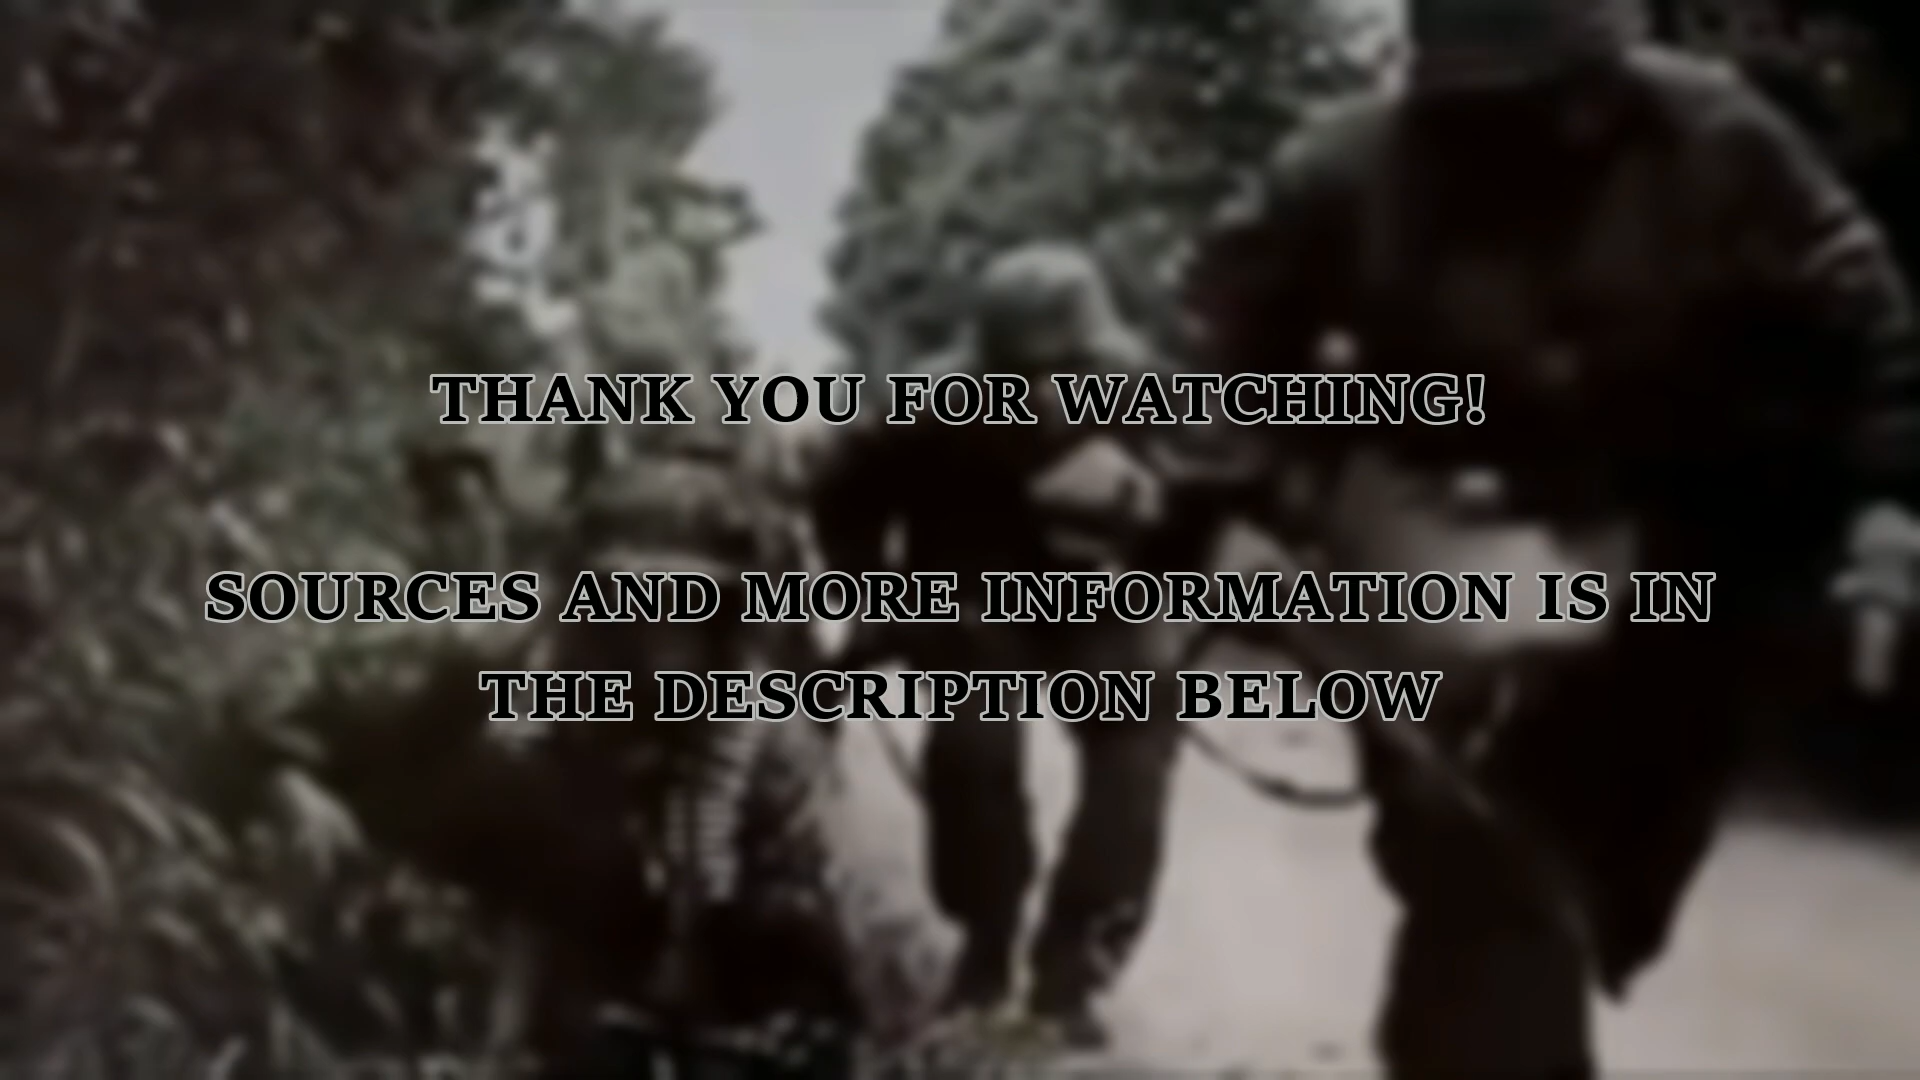 THANK YOU FOR WATCHING!
SOURCES AND MORE INFORMATION IS IN
THE DESCRIPTION BELOW